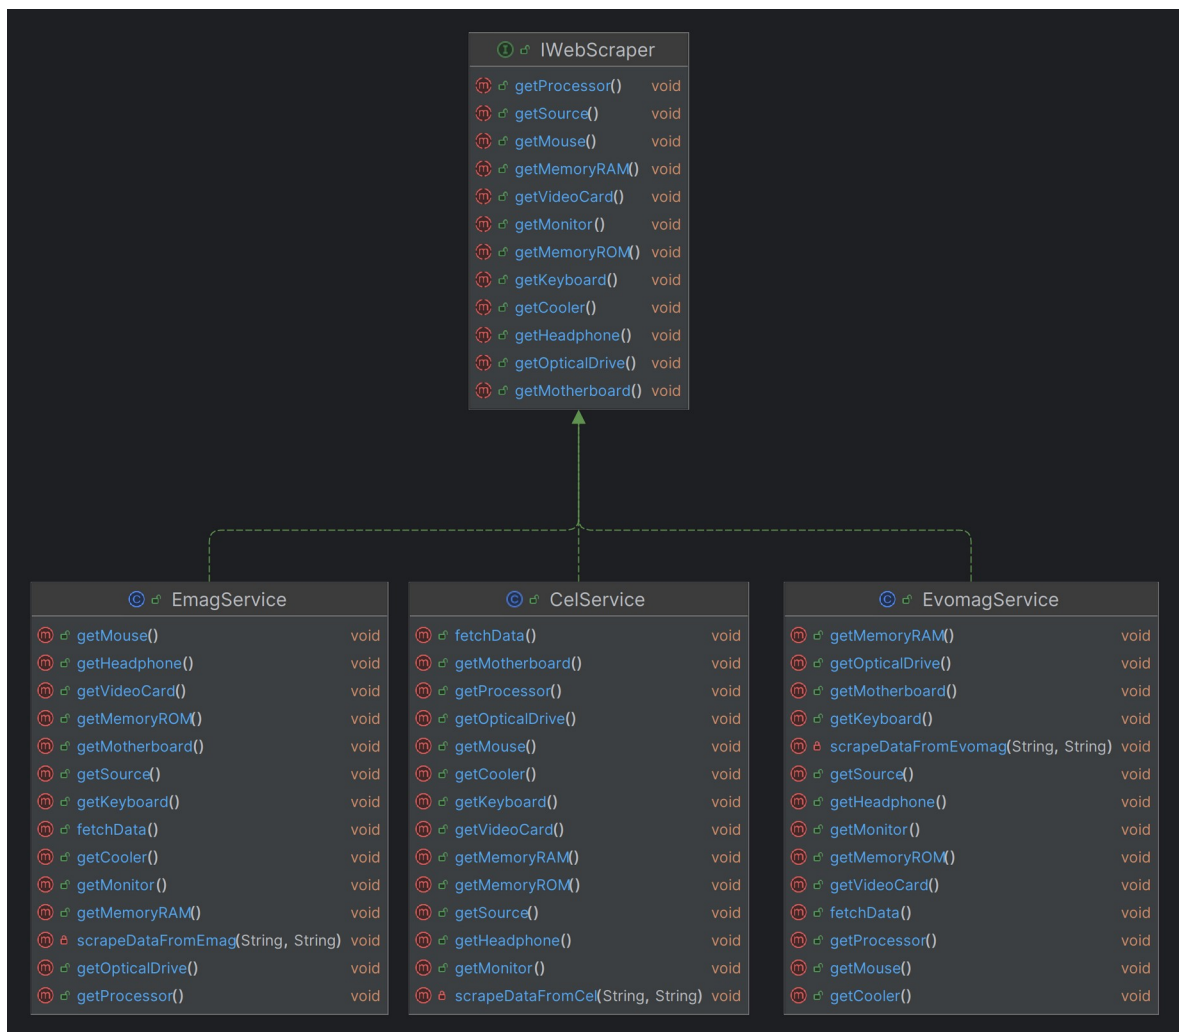 IWebScraper
getProcessor() void
getSource() void
getMouse() void
getMemoryRAM() void
getVideoCard() void
getMonitor() void
getMemoryROM() void
getKeyboard() void
getCooler() void
getHeadphone() void
getOpticalDrive() void
getMotherboard() void
EmagService
getMouse() void
getHeadphone() void
getVideoCard() void
getMemoryROM() void
getMotherboard() void
getSource() void
getKeyboard() void
fetchData() void
getCooler() void
getMonitor() void
getMemoryRAM() void
scrapeDataFromEmag(String, String) void
getOpticalDrive() void
getProcessor() void
CelService
fetchData() void
getMotherboard() void
getProcessor() void
getOpticalDrive() void
getMouse() void
getCooler() void
getKeyboard() void
getVideoCard() void
getMemoryRAM() void
getMemoryROM() void
getSource() void
getHeadphone() void
getMonitor() void
scrapeDataFromCel(String, String) void
EvomagService
getMemoryRAM() void
getOpticalDrive() void
getMotherboard() void
getKeyboard() void
scrapeDataFromEvomag(String, String) void
getSource() void
getHeadphone() void
getMonitor() void
getMemoryROM() void
getVideoCard() void
fetchData() void
getProcessor() void
getMouse() void
getCooler() void